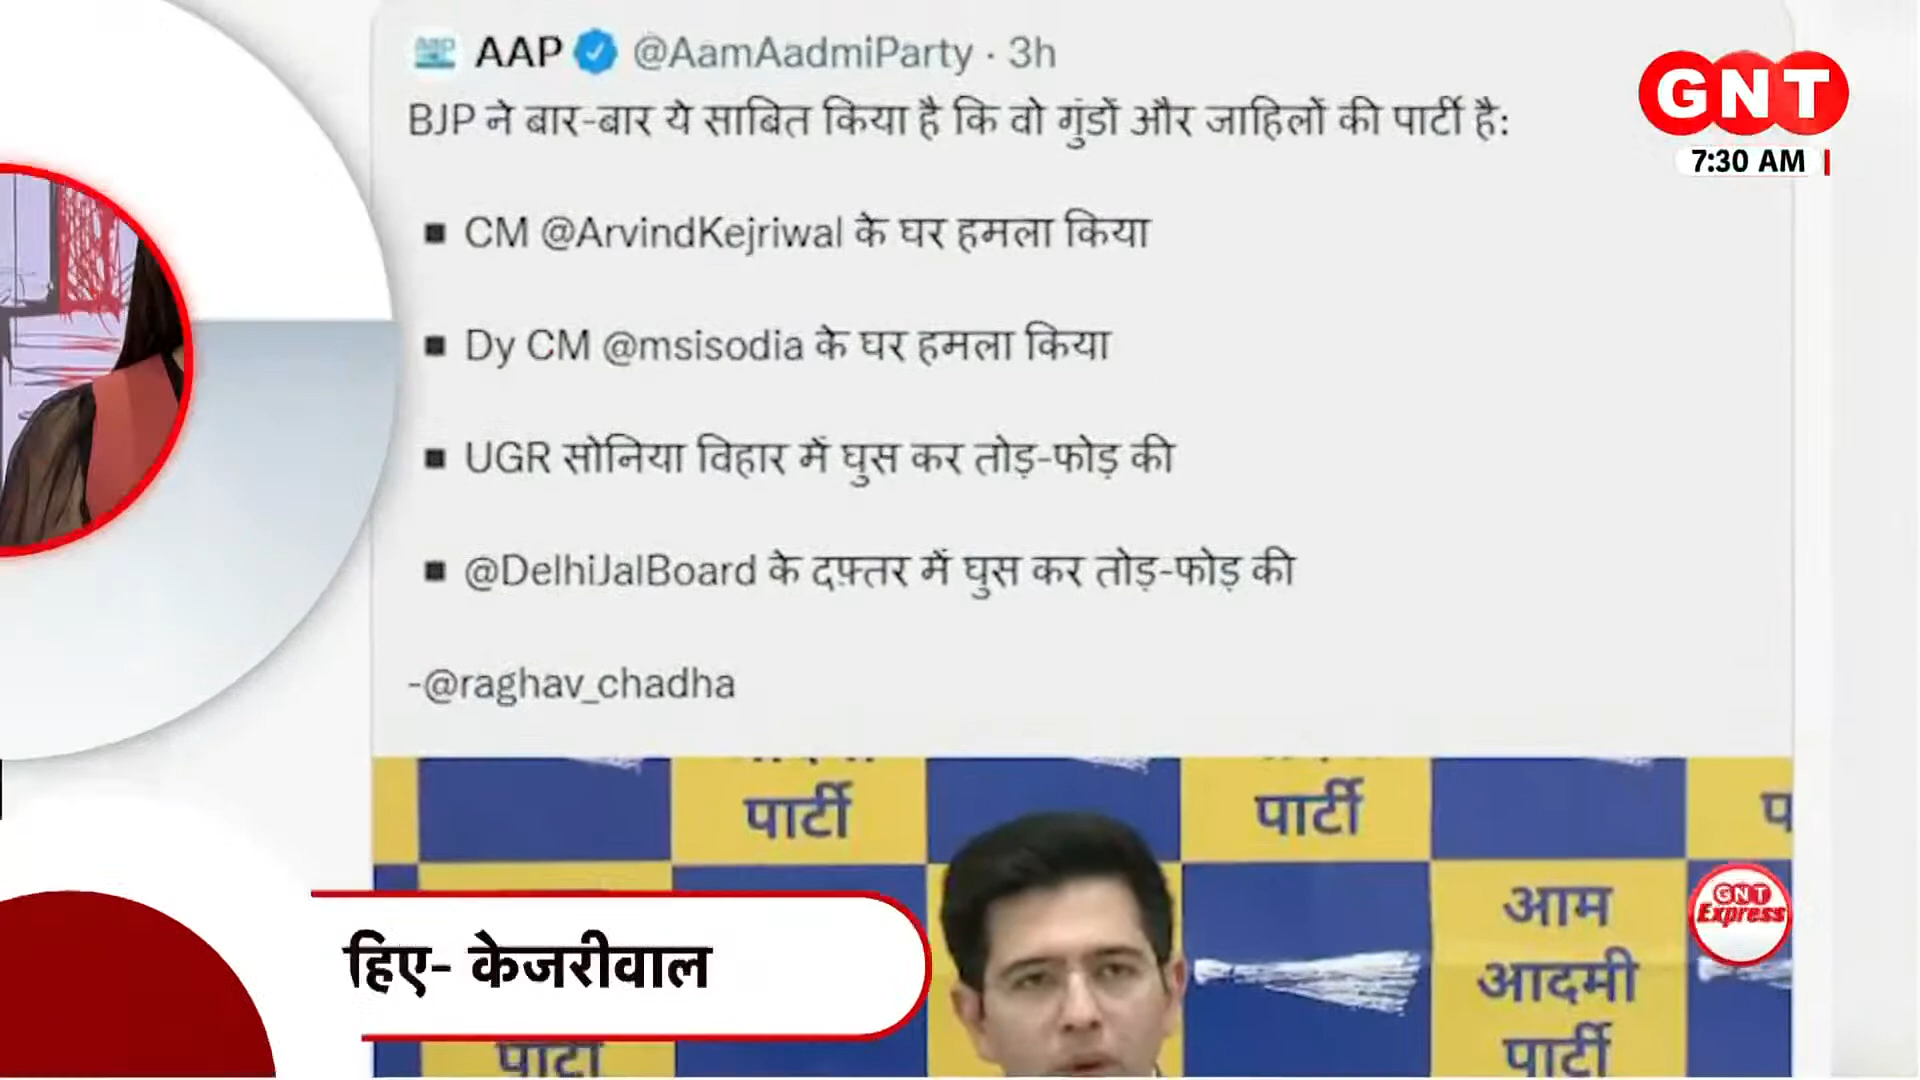 AAP @AamAadmiParty · 3h
BJP ने बार-बार ये साबित किया है कि वो गुंडों और जाहिलों की पार्टी है:
GNT
7:30 AM
▪ CM @ArvindKejriwal के घर हमला किया
▪ Dy CM @msisodia के घर हमला किया
▪ UGR सोनिया विहार में घुस कर तोड़-फोड़ की
▪ @DelhiJalBoard के दफ़्तर में घुस कर तोड़-फोड़ की
-@raghav_chadha
पार्टी
पार्टी
प
आम
आदमी
पार्टी
GNT
Express
हिए- केजरीवाल
पार्टी